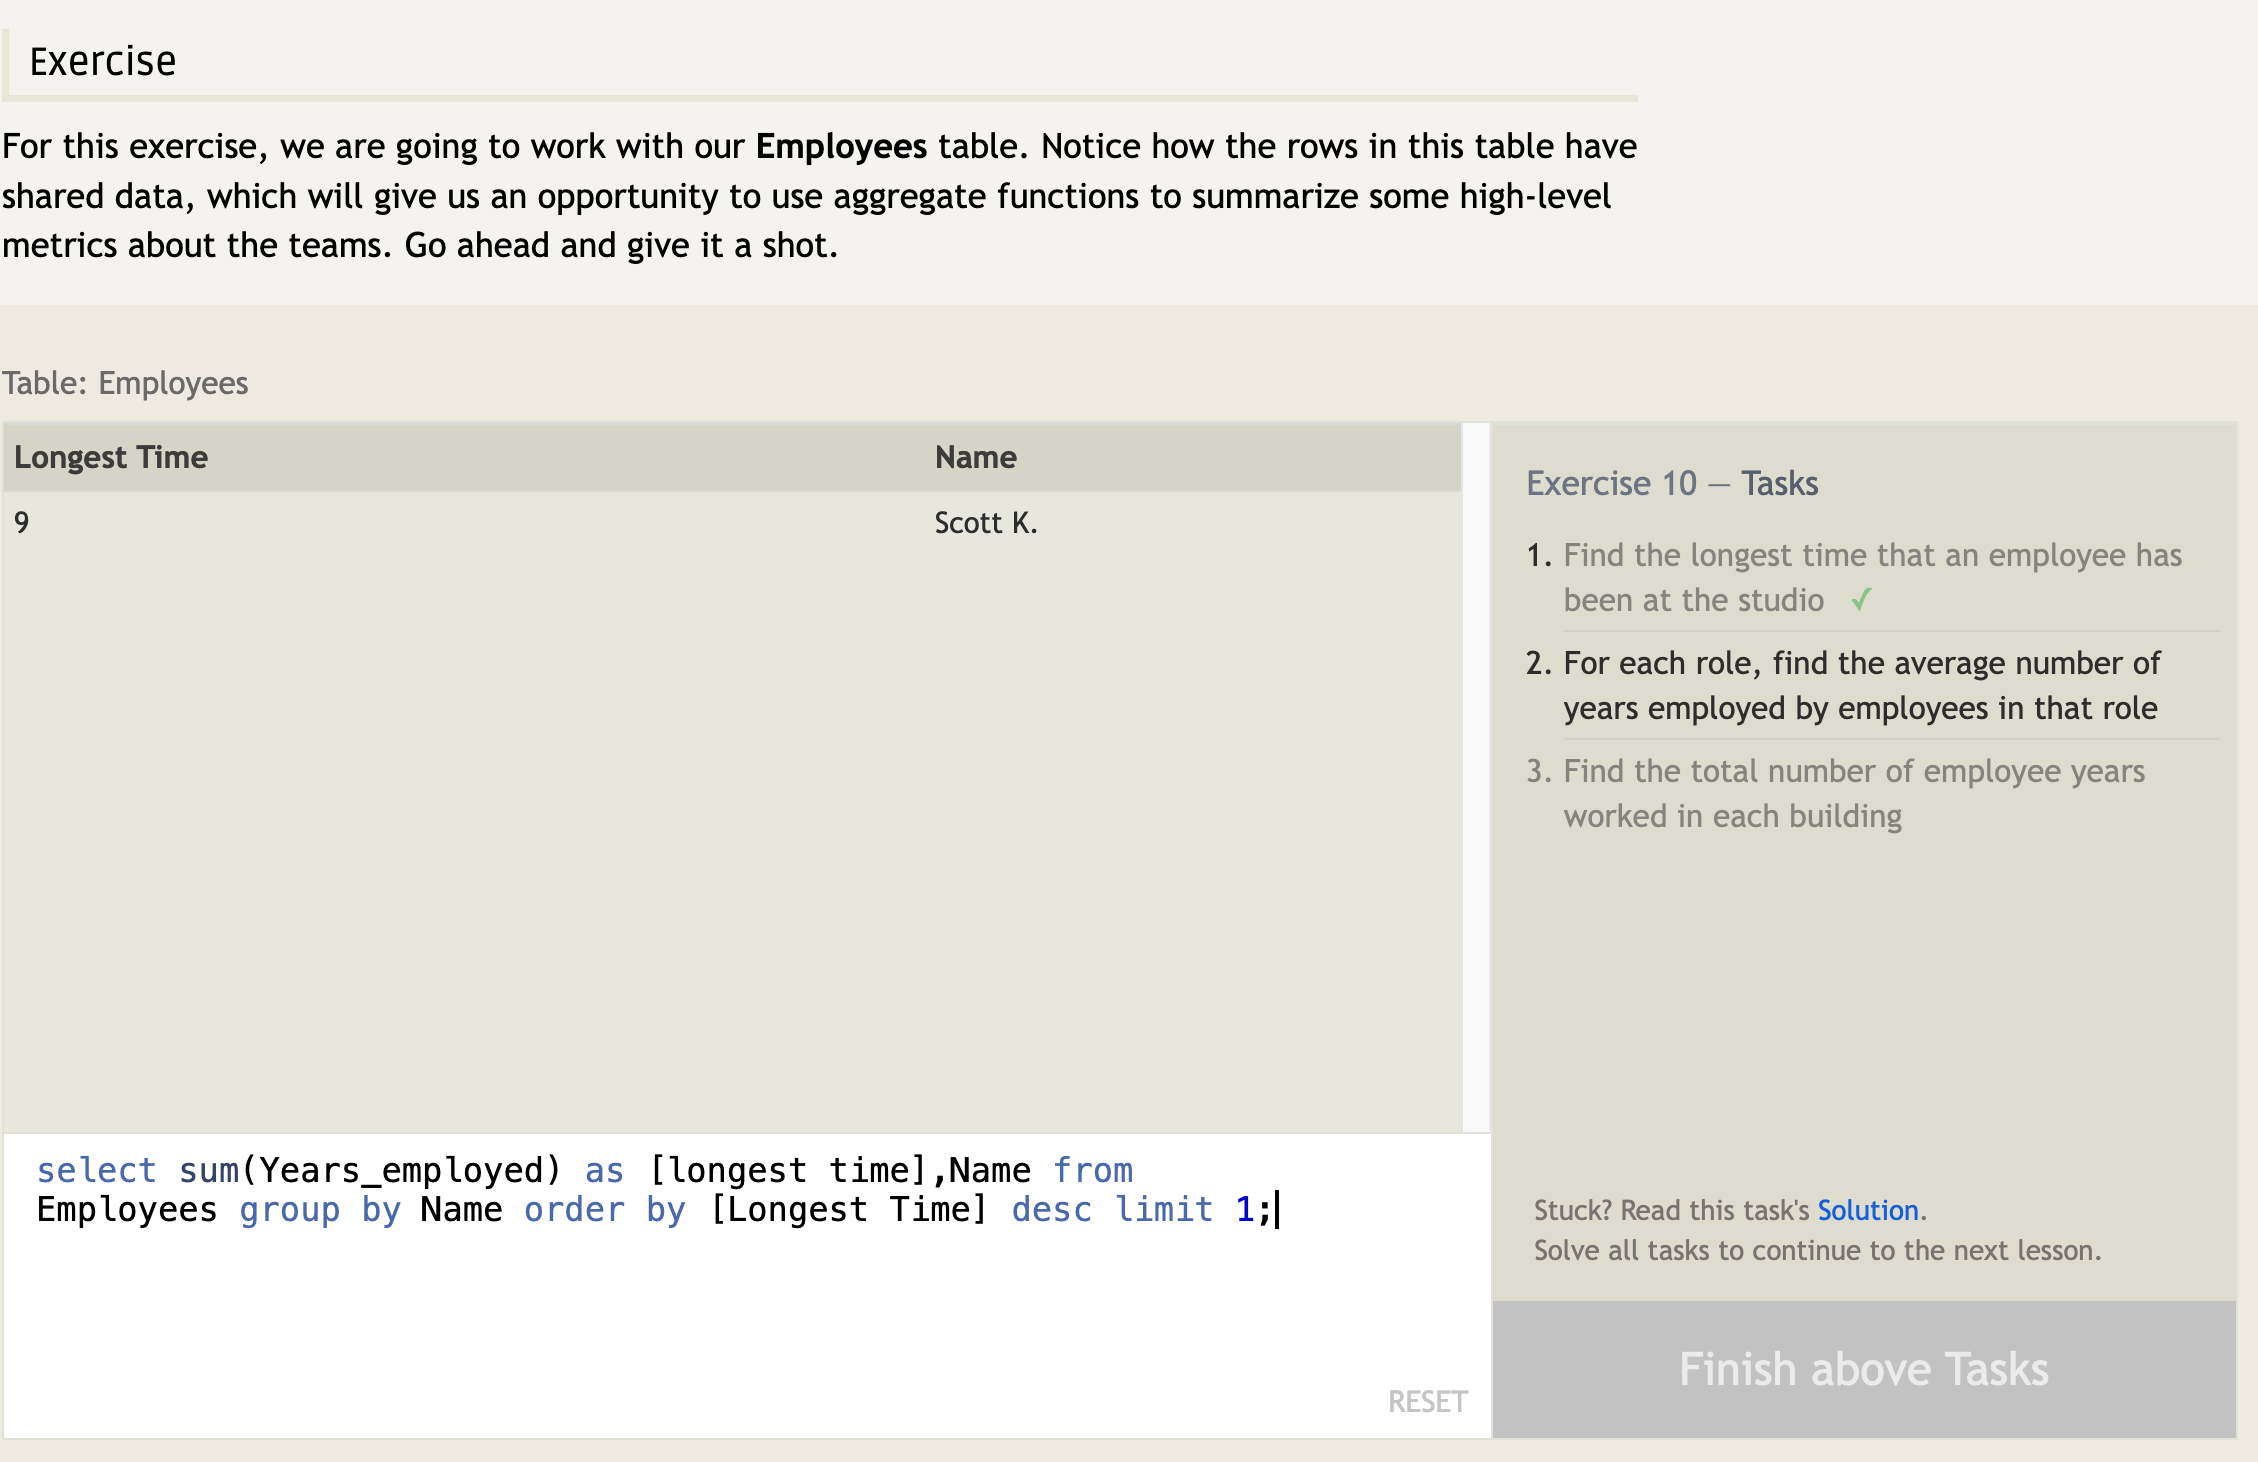 Exercise
For this exercise, we are going to work with our Employees table. Notice how the rows in this table have
shared data, which will give us an opportunity to use aggregate functions to summarize some high-level
metrics about the teams. Go ahead and give it a shot.
Table: Employees
Longest Time Name
9 Scott K.
select sum(Years_employed) as [longest time],Name from
Employees group by Name order by [Longest Time] desc limit 1;
RESET
Exercise 10 — Tasks
1. Find the longest time that an employee has
been at the studio ✓
2. For each role, find the average number of
years employed by employees in that role
3. Find the total number of employee years
worked in each building
Stuck? Read this task's Solution.
Solve all tasks to continue to the next lesson.
Finish above Tasks